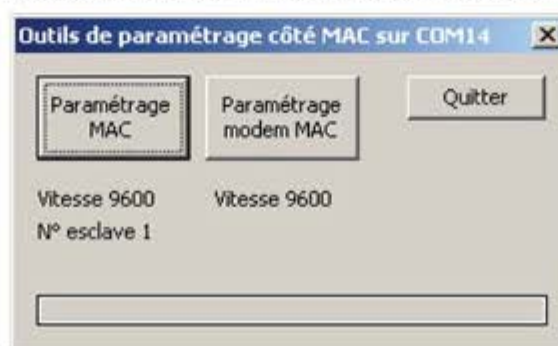 Outils de paramétrage côté MAC sur COM14
Paramétrage
MAC
Paramétrage
modem MAC
Quitter
Vitesse 9600
Vitesse 9600
N° esclave 1